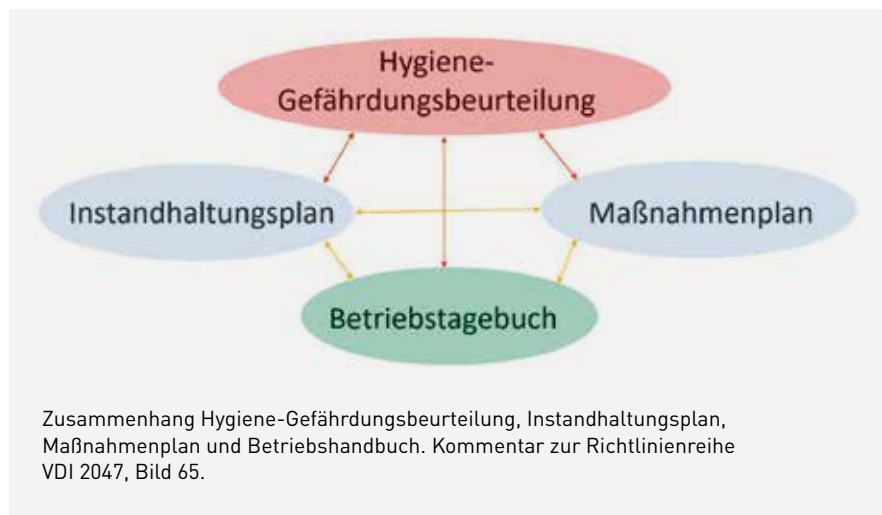 Hygiene-
Gefährdungsbeurteilung
Instandhaltungsplan
Maßnahmenplan
Betriebstagebuch
Zusammenhang Hygiene-Gefährdungsbeurteilung, Instandhaltungsplan,
Maßnahmenplan und Betriebshandbuch. Kommentar zur Richtlinienreihe
VDI 2047, Bild 65.